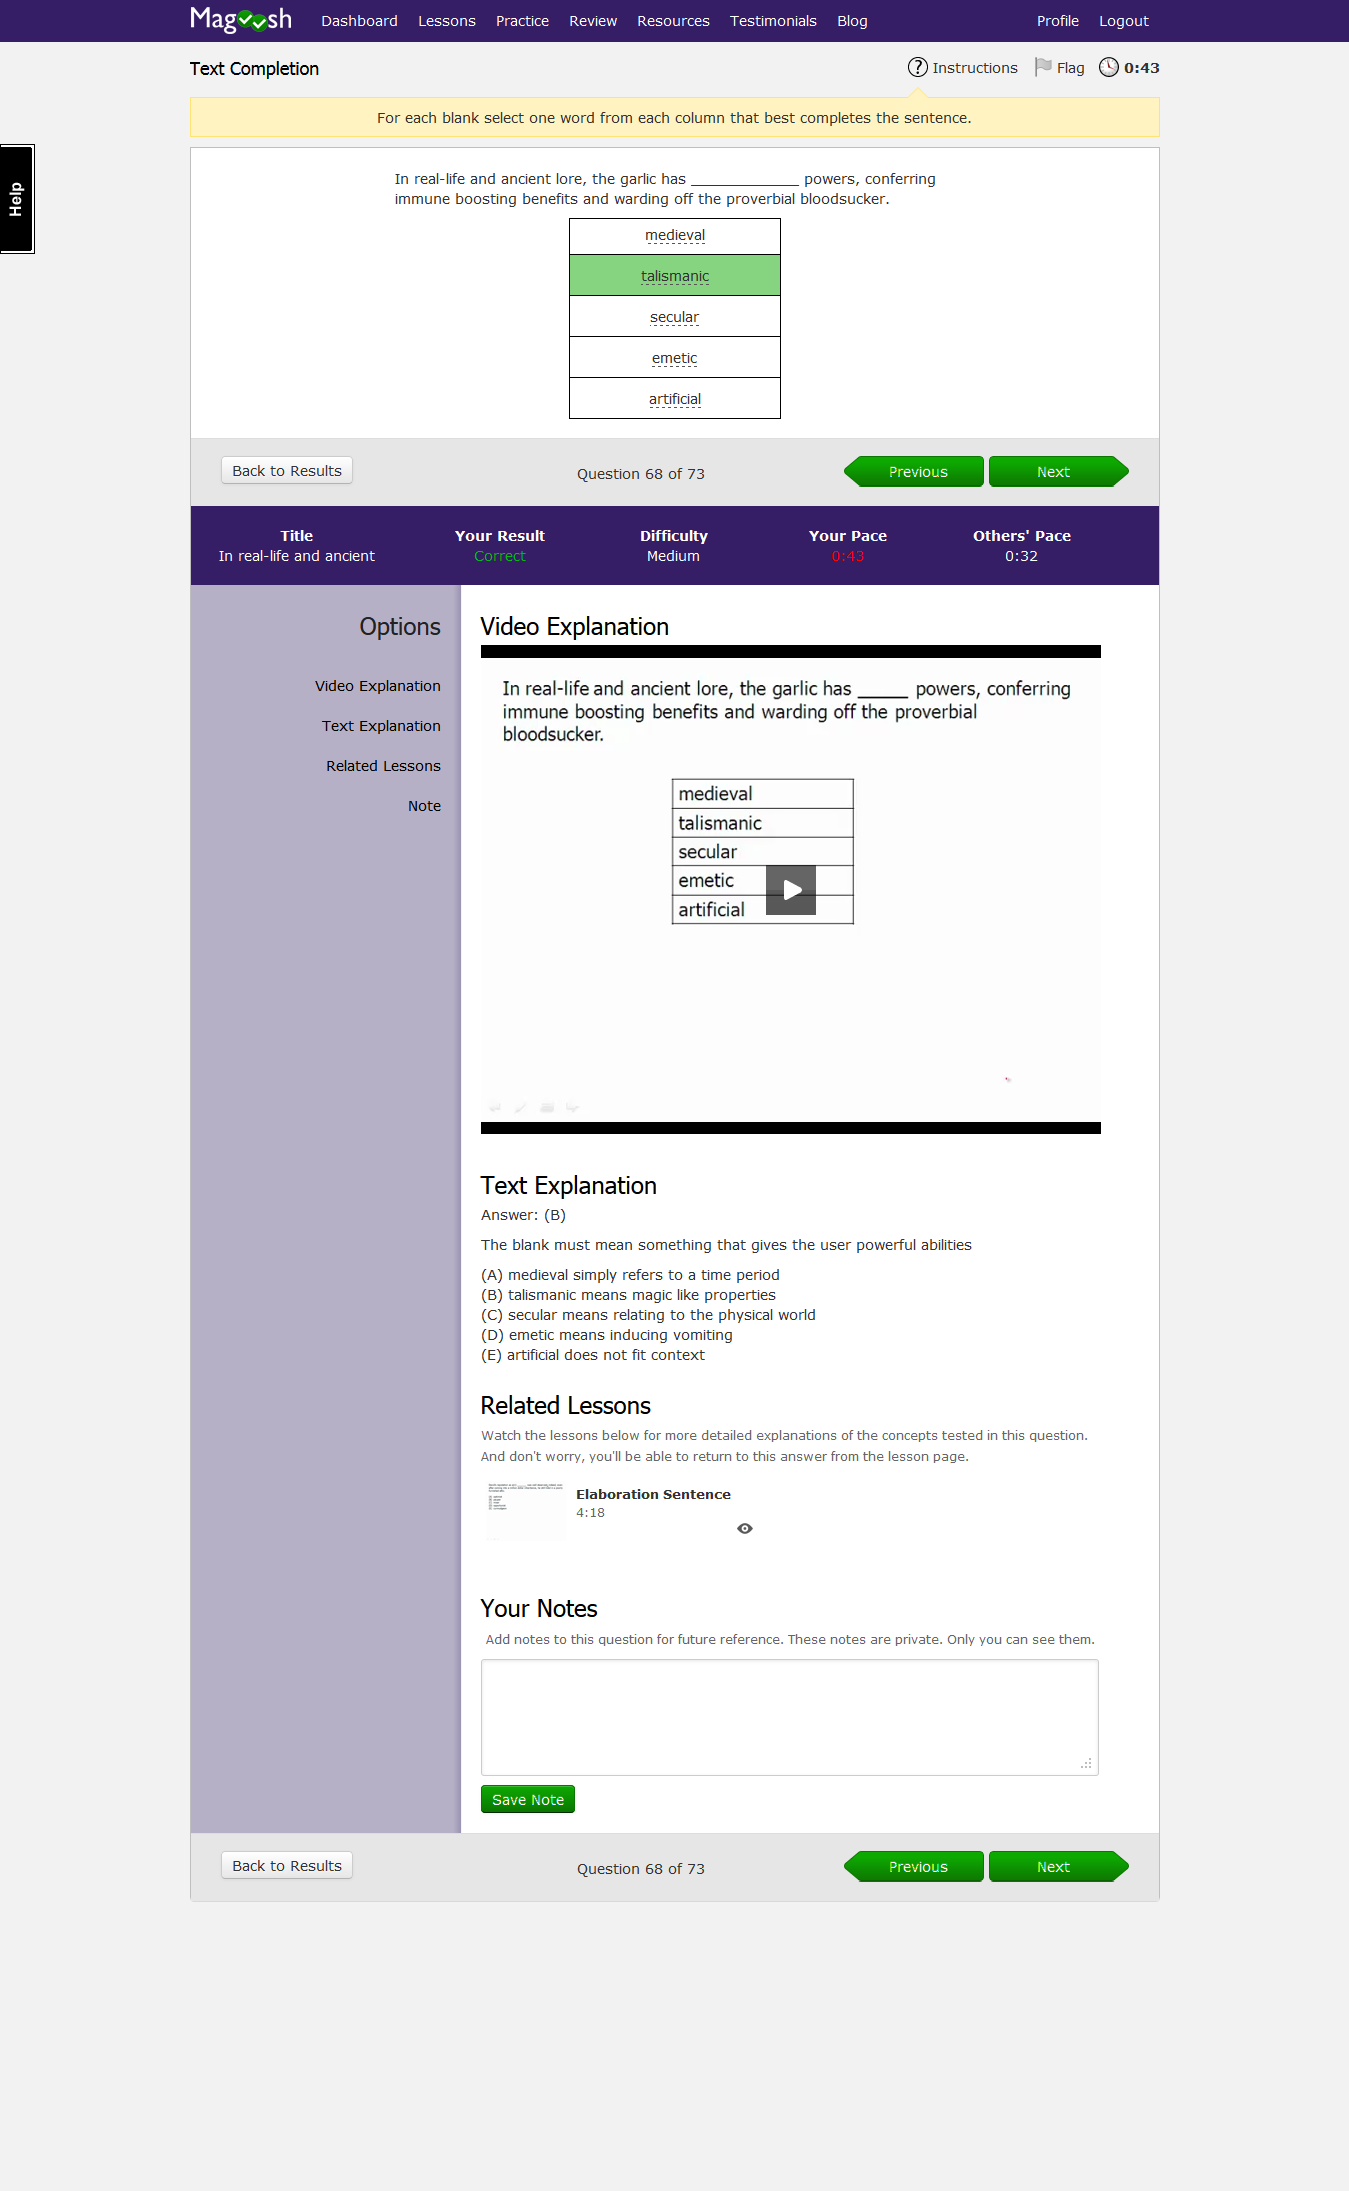 Magoosh
Dashboard Lessons Practice Review Resources Testimonials Blog Profile Logout
Text Completion
Instructions Flag 0:43
For each blank select one word from each column that best completes the sentence.
Help
In real-life and ancient lore, the garlic has _____________ powers, conferring
immune boosting benefits and warding off the proverbial bloodsucker.
medieval
talismanic
secular
emetic
artificial
Back to Results Question 68 of 73 Previous Next
Title Your Result Difficulty Your Pace Others' Pace
In real-life and ancient Correct Medium 0:43 0:32
Options
Video Explanation
Text Explanation
Related Lessons
Note
Video Explanation
In real-life and ancient lore, the garlic has _____ powers, conferring
immune boosting benefits and warding off the proverbial
bloodsucker.
medieval
talismanic
secular
emetic
artificial
Text Explanation
Answer: (B)
The blank must mean something that gives the user powerful abilities
(A) medieval simply refers to a time period
(B) talismanic means magic like properties
(C) secular means relating to the physical world
(D) emetic means inducing vomiting
(E) artificial does not fit context
Related Lessons
Watch the lessons below for more detailed explanations of the concepts tested in this question.
And don't worry, you'll be able to return to this answer from the lesson page.
Elaboration Sentence
4:18
Your Notes
Add notes to this question for future reference. These notes are private. Only you can see them.
Save Note
Back to Results Question 68 of 73 Previous Next